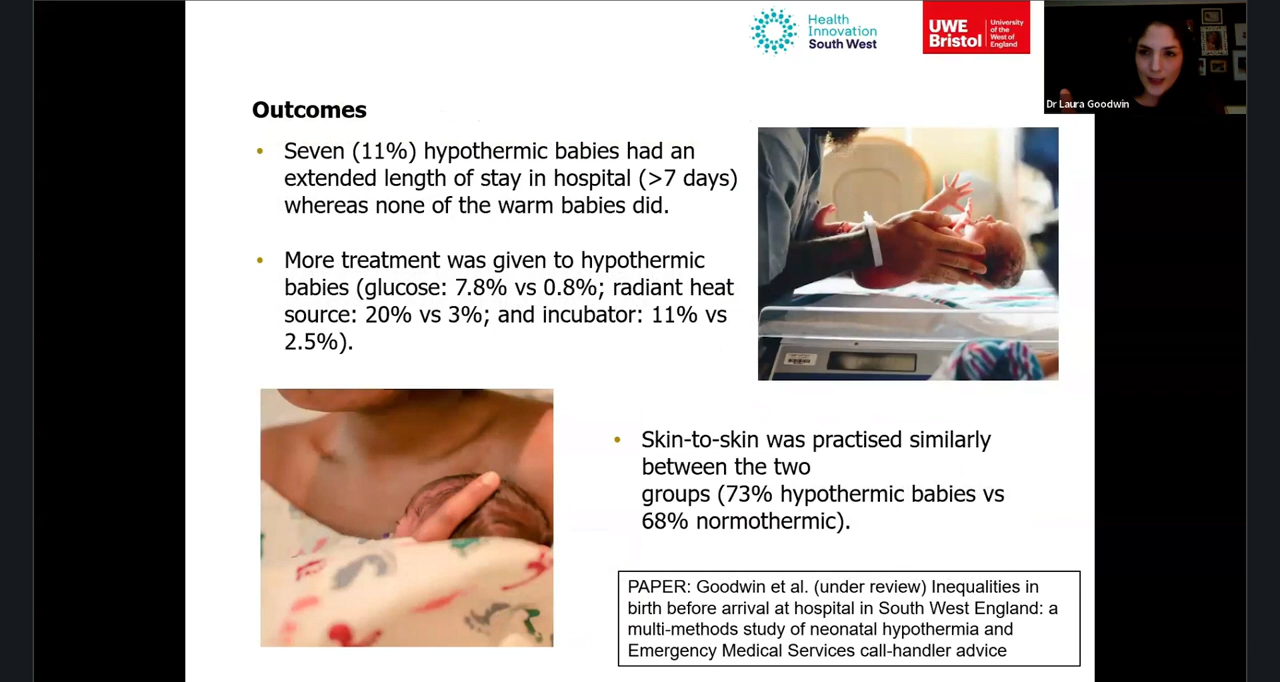 Health
Innovation
South West
UWE
Bristol
University
of the
West of
England
Dr Laura Goodwin
Outcomes
• Seven (11%) hypothermic babies had an
extended length of stay in hospital (>7 days)
whereas none of the warm babies did.
• More treatment was given to hypothermic
babies (glucose: 7.8% vs 0.8%; radiant heat
source: 20% vs 3%; and incubator: 11% vs
2.5%).
• Skin-to-skin was practised similarly
between the two
groups (73% hypothermic babies vs
68% normothermic).
PAPER: Goodwin et al. (under review) Inequalities in
birth before arrival at hospital in South West England: a
multi-methods study of neonatal hypothermia and
Emergency Medical Services call-handler advice